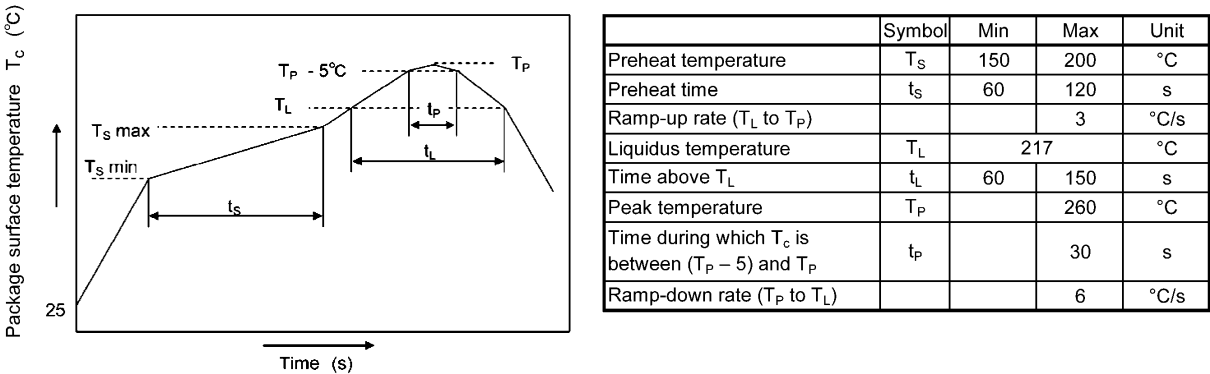 Package surface temperature T_C (°C)
T_P
T_P - 5℃
T_L
t_P
T_S max
t_L
T_S min
t_S
25
Time (s)
Symbol Min Max Unit
Preheat temperature T_S 150 200 °C
Preheat time t_S 60 120 s
Ramp-up rate (T_L to T_P) 3 °C/s
Liquidus temperature T_L 217 °C
Time above T_L t_L 60 150 s
Peak temperature T_P 260 °C
Time during which T_c is
between (T_P – 5) and T_P t_P 30 s
Ramp-down rate (T_P to T_L) 6 °C/s